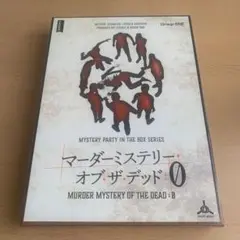 MYSTERY PARTY IN THE BOX SERIES
マーダーミステリー・
オブ・ザ・デッド 0
MURDER MYSTERY OF THE DEAD : 0